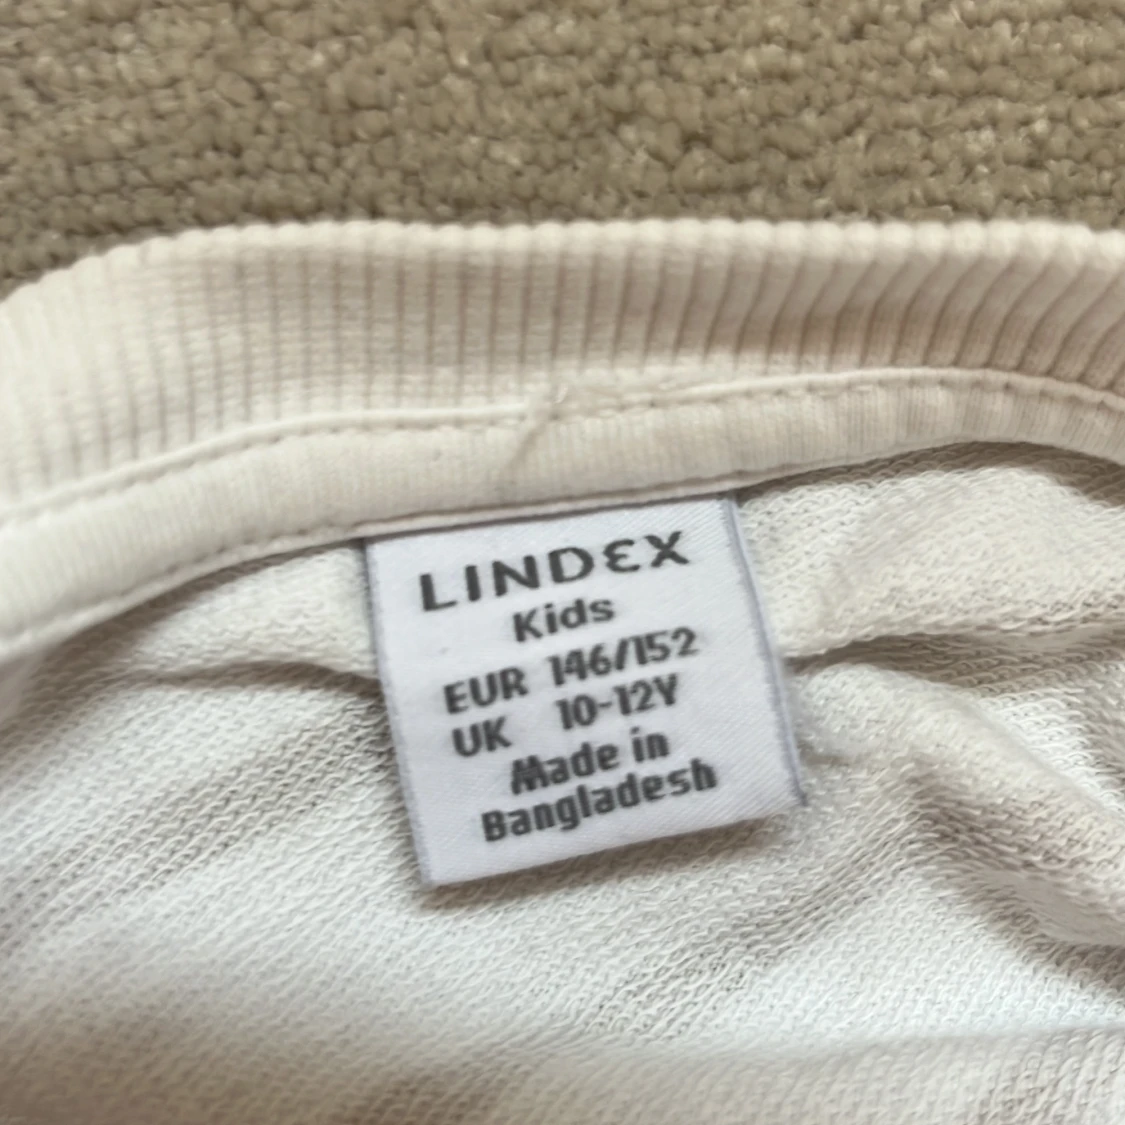 LINDEX
Kids
EUR 146/152
UK 10-12Y
Made in
Bangladesh